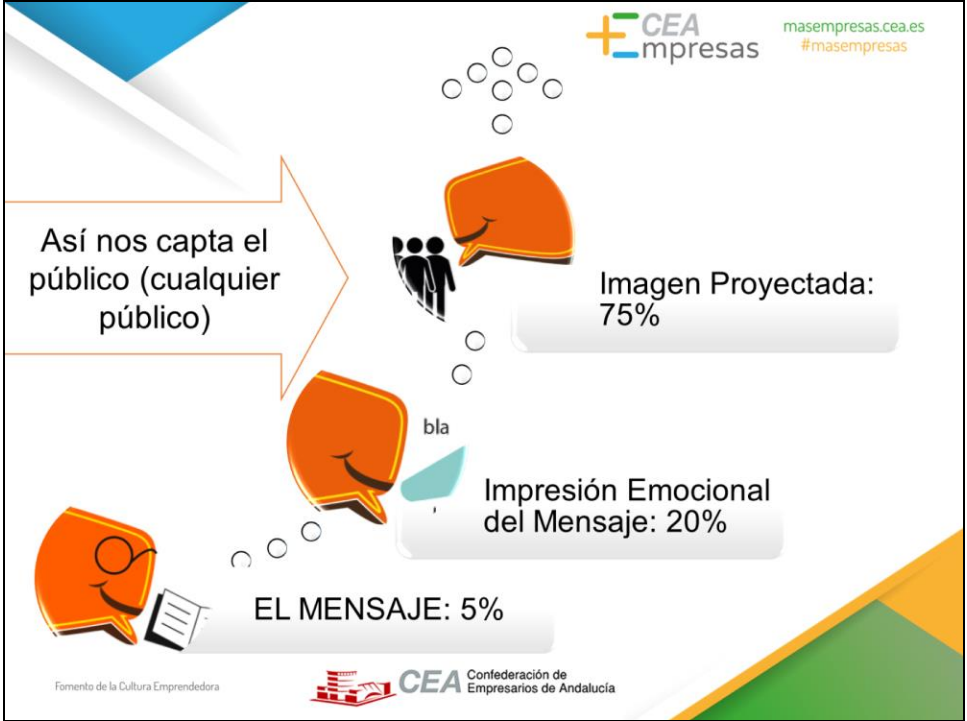 CEA
+Empresas
masempresas.cea.es
#masempresas
Así nos capta el
público (cualquier
público)
Imagen Proyectada:
75%
bla
Impresión Emocional
del Mensaje: 20%
EL MENSAJE: 5%
Fomento de la Cultura Emprendedora
CEA
Confederación de
Empresarios de Andalucía